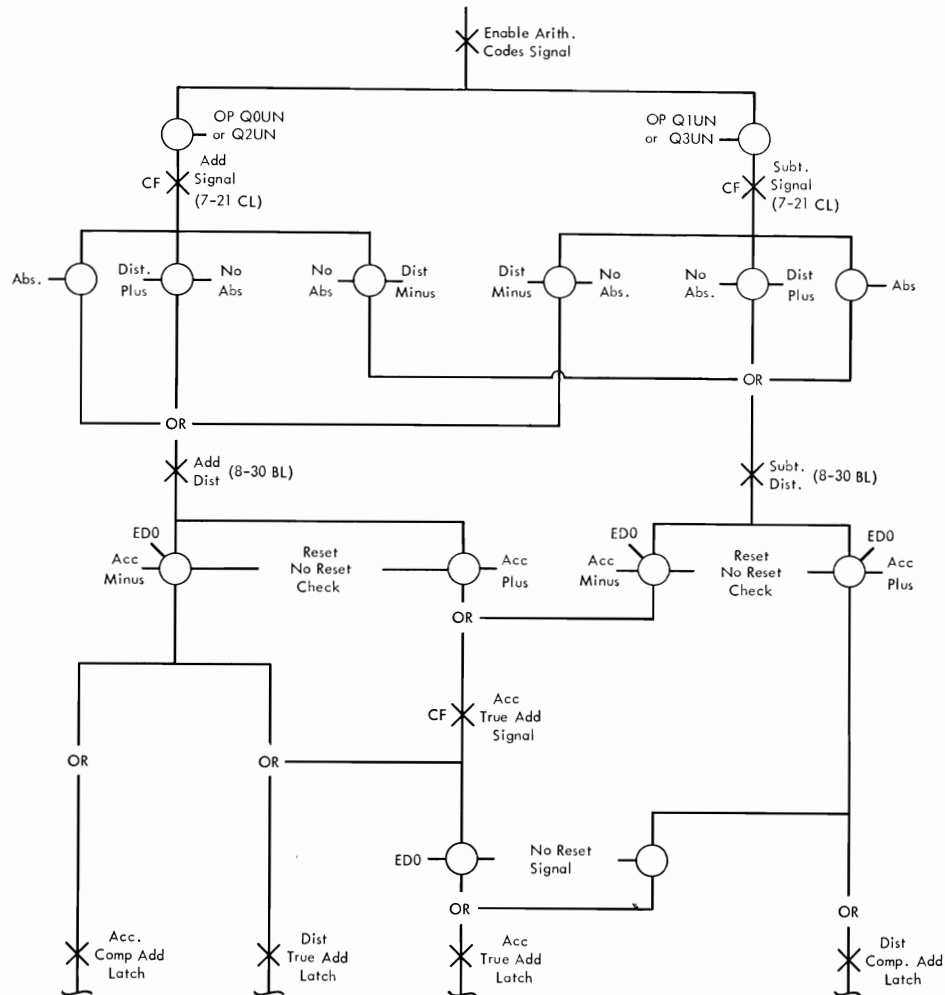 Enable Arith.
Codes Signal
OP Q0UN
or Q2UN
OP Q1UN
or Q3UN
Add
Signal
CF
(7-21 CL)
Subt.
Signal
CF
(7-21 CL)
Abs.
Dist.
Plus
No
Abs
No
Abs
Dist
Minus
Dist
Minus
No
Abs.
No
Abs.
Dist
Plus
Abs
OR
OR
Add
Dist
(8-30 BL)
Subt.
Dist.
(8-30 BL)
ED0
Acc
Minus
Reset
No Reset
Check
Acc
Plus
ED0
Acc
Minus
Reset
No Reset
Check
ED0
Acc
Plus
OR
CF
Acc
True Add
Signal
OR
OR
ED0
No Reset
Signal
OR
OR
Acc.
Comp Add
Latch
Dist
True Add
Latch
Acc
True Add
Latch
Dist
Comp. Add
Latch